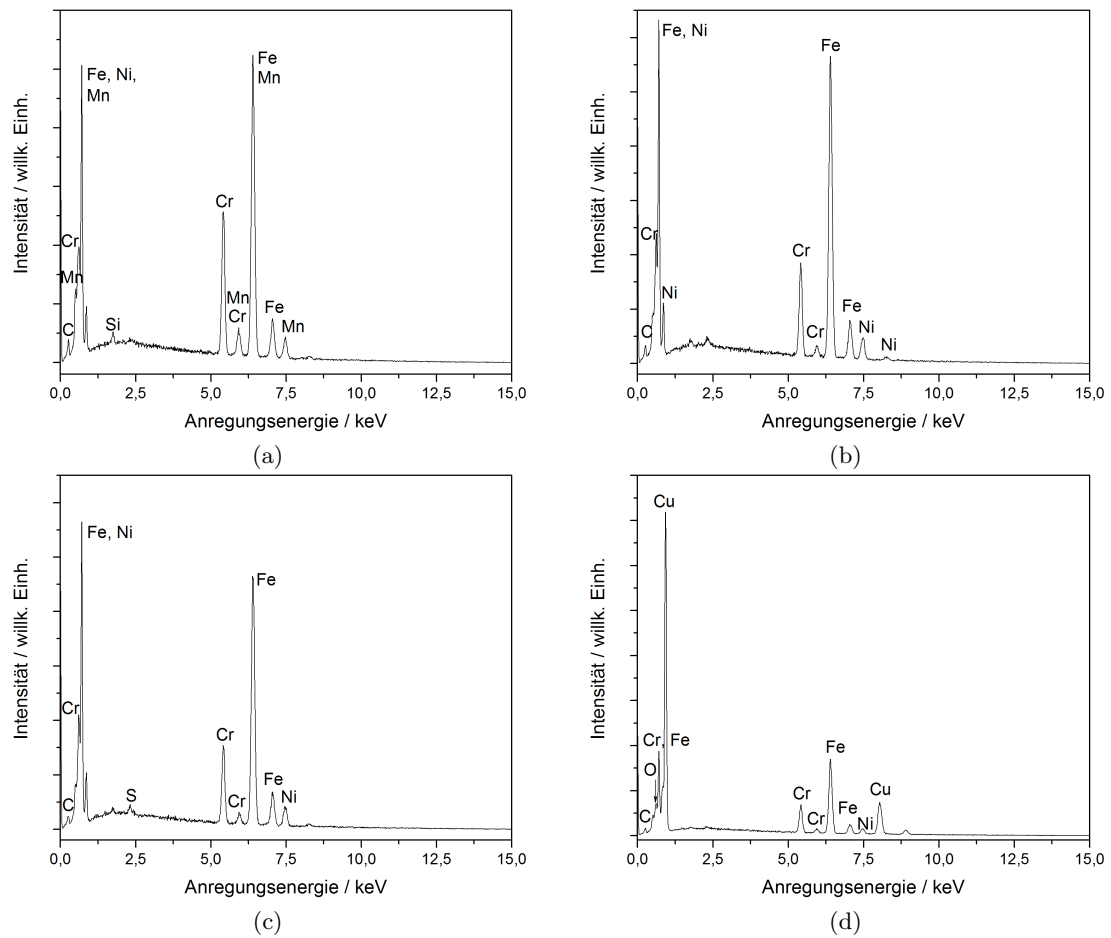 Intensität / willk. Einh.
Fe, Ni,
Mn
Fe
Mn
Cr
Cr
Mn
Mn
Cr
Fe
Mn
C
Si
0,0 2,5 5,0 7,5 10,0 12,5 15,0
Anregungsenergie / keV
(a)
Intensität / willk. Einh.
Fe, Ni
Fe
Cr
Cr
Ni
Fe
C
Cr
Ni
Ni
0,0 2,5 5,0 7,5 10,0 12,5 15,0
Anregungsenergie / keV
(b)
Intensität / willk. Einh.
Fe, Ni
Fe
Cr
Cr
Fe
C
S
Cr
Ni
0,0 2,5 5,0 7,5 10,0 12,5 15,0
Anregungsenergie / keV
(c)
Intensität / willk. Einh.
Cu
Cr, Fe
Fe
O
Cu
Cr
C
Cr
Fe
Ni
0,0 2,5 5,0 7,5 10,0 12,5 15,0
Anregungsenergie / keV
(d)